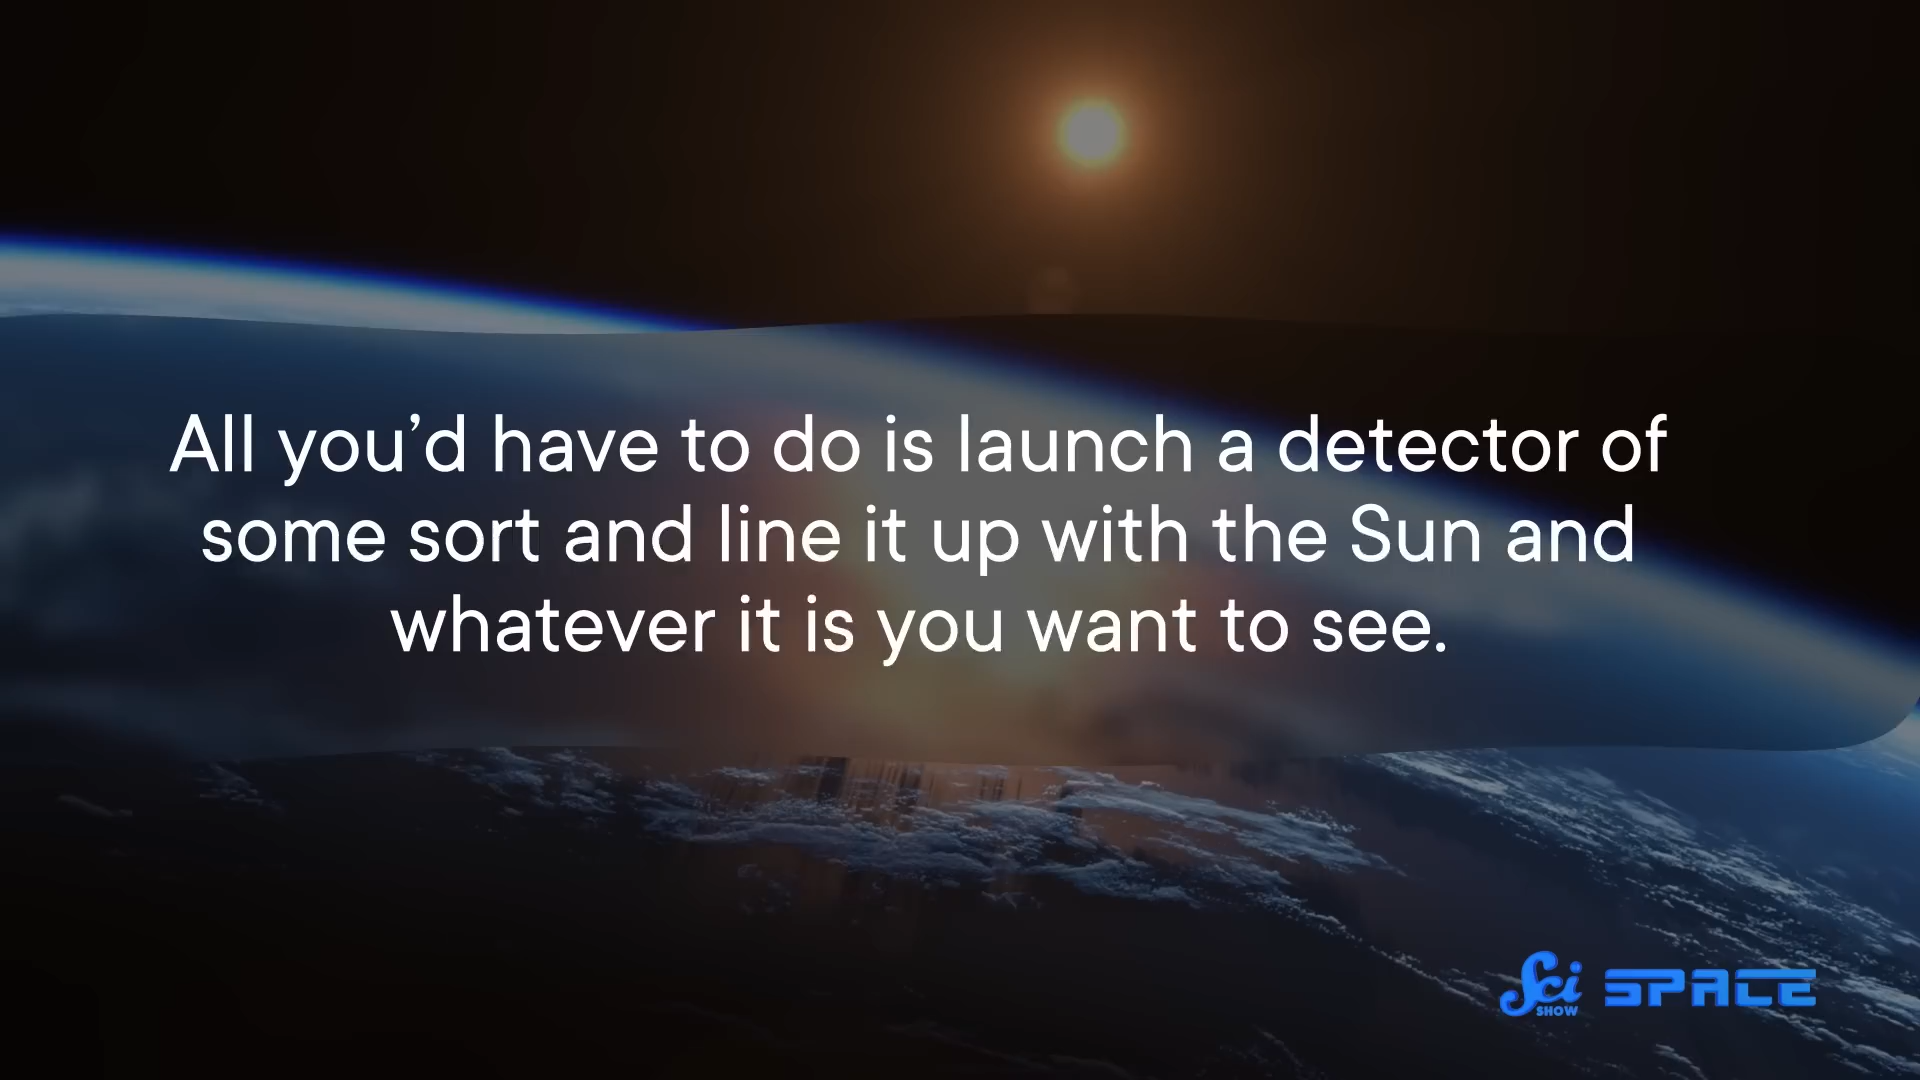 All you’d have to do is launch a detector of
some sort and line it up with the Sun and
whatever it is you want to see.
Sci
SHOW
SPACE